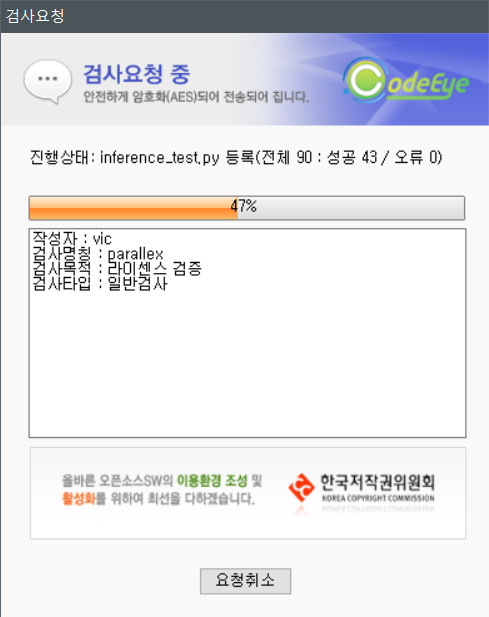 검사요청
검사요청 중
안전하게 암호화(AES)되어 전송되어 집니다.
CodeEye
진행상태: inference_test.py 등록(전체 90 : 성공 43 / 오류 0)
47%
작성자 : vic
검사명칭 : parallex
검사목적 : 라이센스 검증
검사타입 : 일반검사
올바른 오픈소스SW의 이용환경 조성 및
활성화를 위하여 최선을 다하겠습니다.
한국저작권위원회
KOREA COPYRIGHT COMMISSION
요청취소